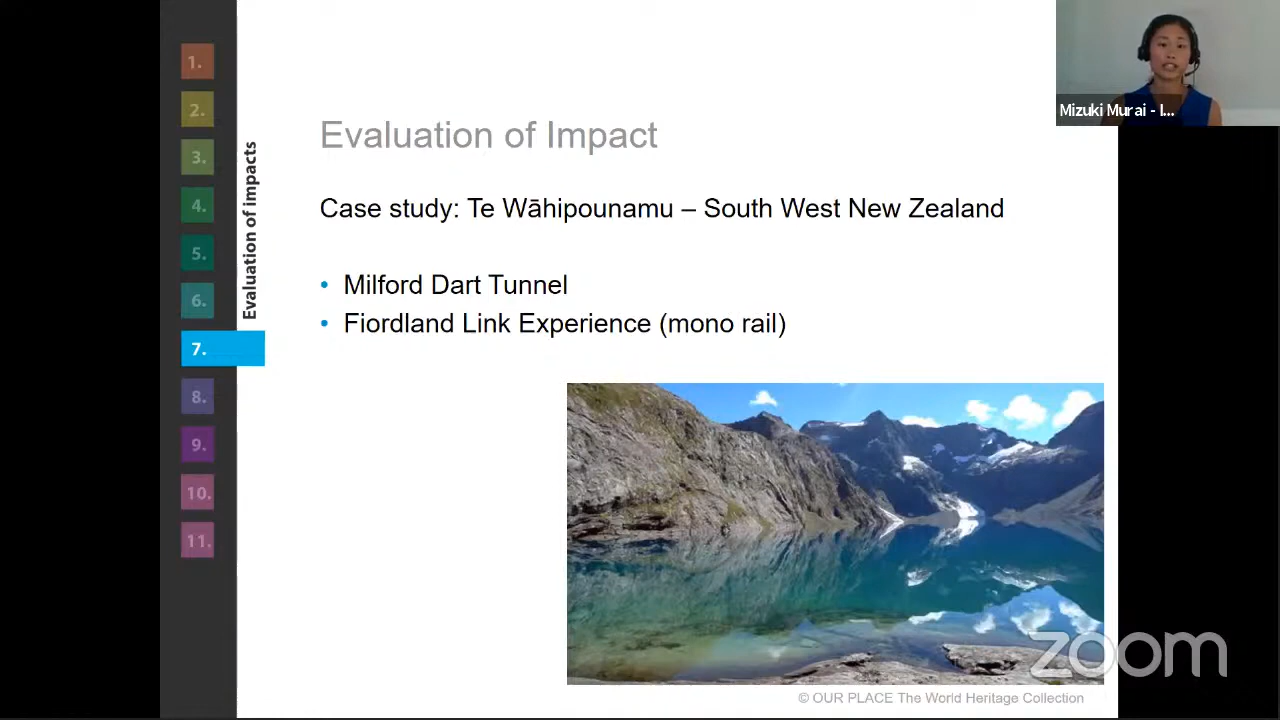 1.
2.
3.
4.
5.
6.
7.
8.
9.
10.
11.
Evaluation of impacts
Evaluation of Impact
Case study: Te Wāhipounamu – South West New Zealand
• Milford Dart Tunnel
• Fiordland Link Experience (mono rail)
© OUR PLACE The World Heritage Collection
Mizuki Murai - I...
zoom